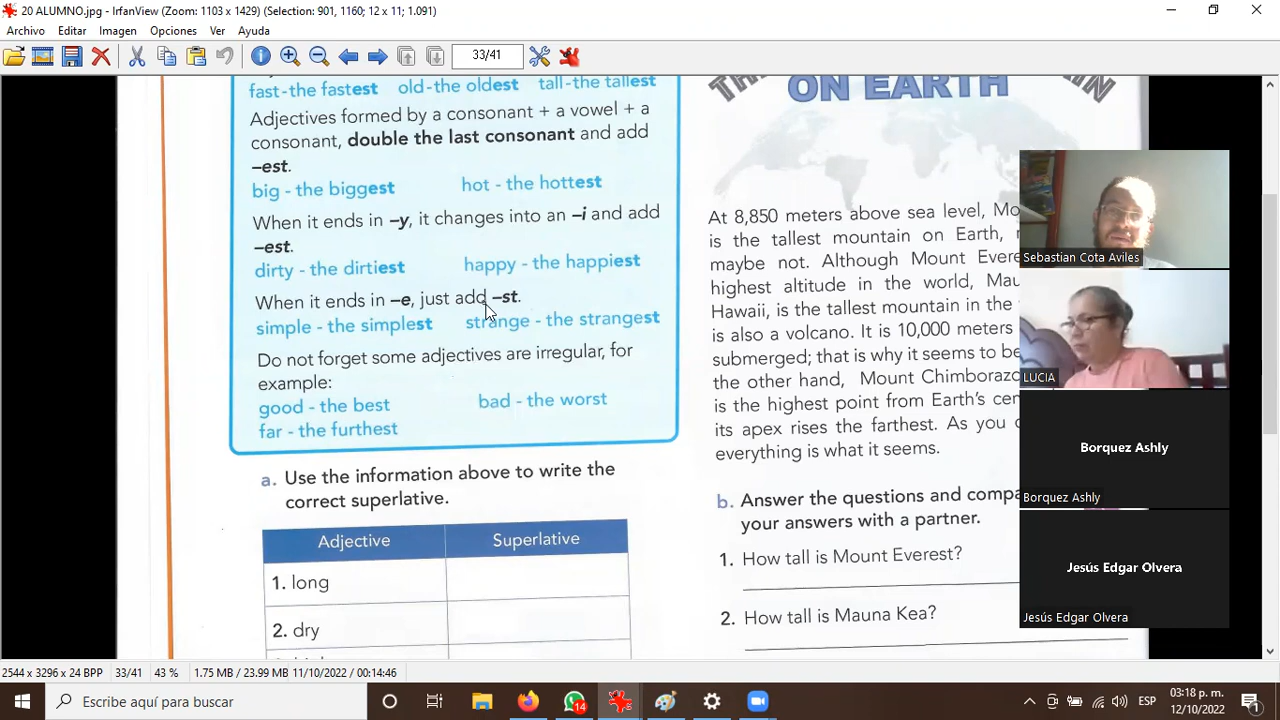 20 ALUMNO.jpg - IrfanView (Zoom: 1103 x 1429) (Selection: 901, 1160; 12 x 11; 1.091)
Archivo Editar Imagen Opciones Ver Ayuda
33/41
fast-the fastest old-the oldest tall-the tallest
Adjectives formed by a consonant + a vowel + a
consonant, double the last consonant and add
–est.
big - the biggest hot - the hottest
When it ends in –y, it changes into an –i and add
–est.
dirty - the dirtiest happy - the happiest
When it ends in –e, just add –st.
simple - the simplest strange - the strangest
Do not forget some adjectives are irregular, for
example:
good - the best bad - the worst
far - the furthest
a. Use the information above to write the
correct superlative.
Adjective Superlative
1. long
2. dry
ON EARTH
At 8,850 meters above sea level,
is the tallest mountain on Earth,
maybe not. Although Mount
highest altitude in the world,
Hawaii, is the tallest mountain in the
is also a volcano. It is 10,000 meters
submerged; that is why it seems to be
the other hand, Mount Chimborazo
is the highest point from Earth's
its apex rises the farthest. As you
everything is what it seems.
b. Answer the questions and
your answers with a partner.
1. How tall is Mount Everest?
2. How tall is Mauna Kea?
Sebastian Cota Aviles
LUCIA
Borquez Ashly
Borquez Ashly
Jesús Edgar Olvera
Jesús Edgar Olvera
2544 x 3296 x 24 BPP 33/41 43 % 1.75 MB / 23.99 MB 11/10/2022 / 00:14:46
Escribe aquí para buscar
14
ESP
03:18 p. m.
12/10/2022
1